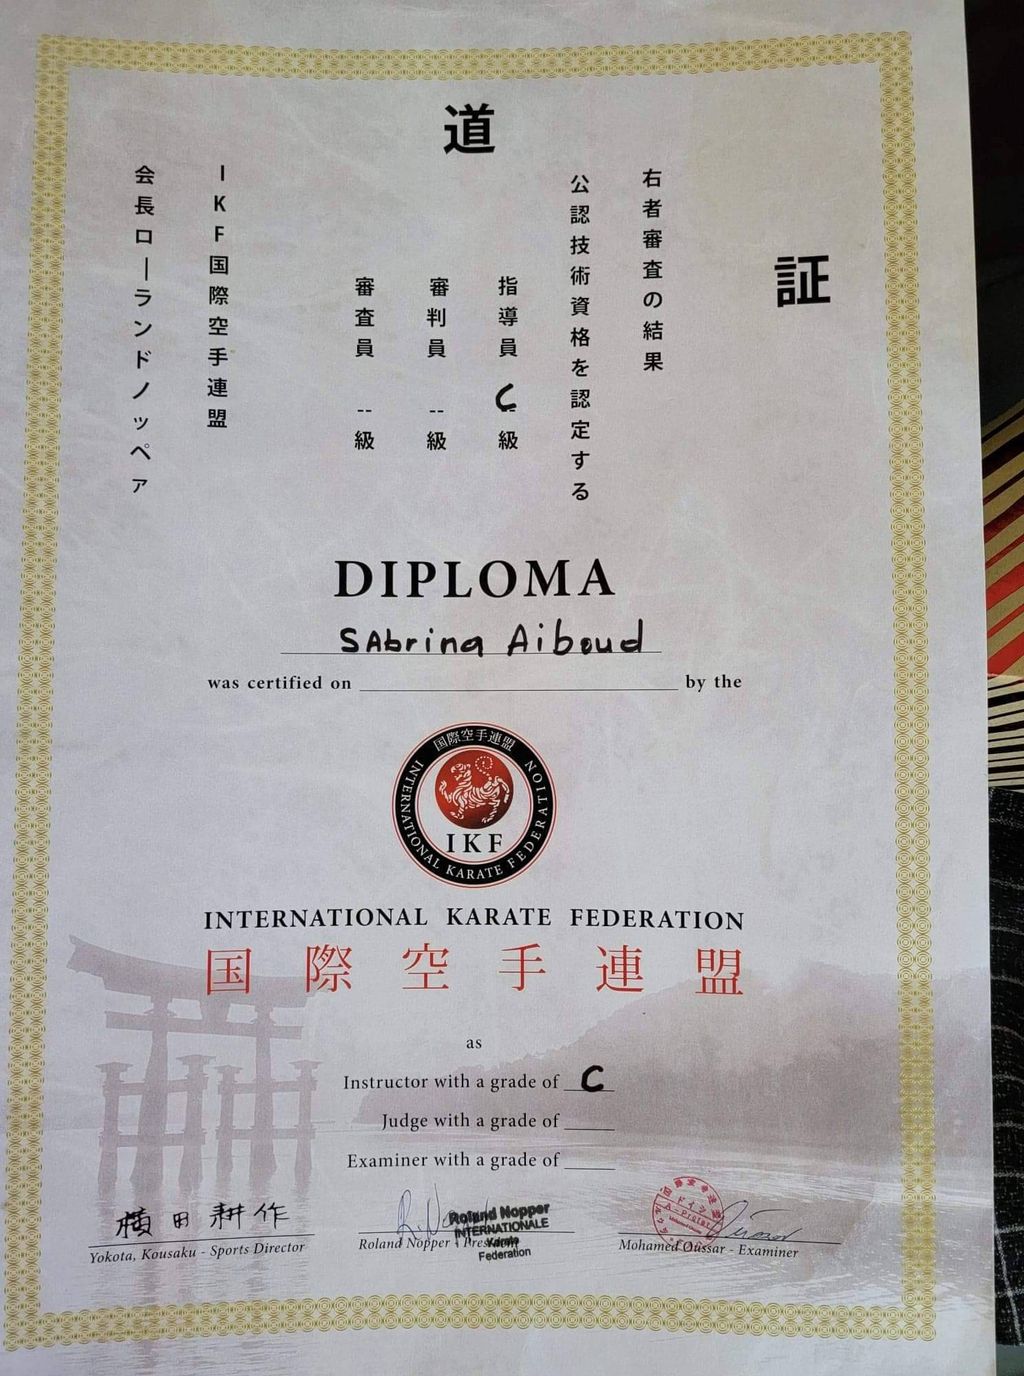 道
証
右者審査の結果
公認技術資格を認定する
指導員 C 級
審判員 -- 級
審査員 -- 級
IKF国際空手連盟
会長ローランドノッペァ
DIPLOMA
SAbrina Aiboud
was certified on by the
国際空手連盟
INTERNATIONAL KARATE FEDERATION
IKF
INTERNATIONAL KARATE FEDERATION
国際空手連盟
as
Instructor with a grade of C
Judge with a grade of
Examiner with a grade of
横田耕作
Yokota, Kousaku - Sports Director
Roland Nopper
INTERNATIONALE
Karate
Federation
Roland Nopper - President
Mohamed Oussar - Examiner